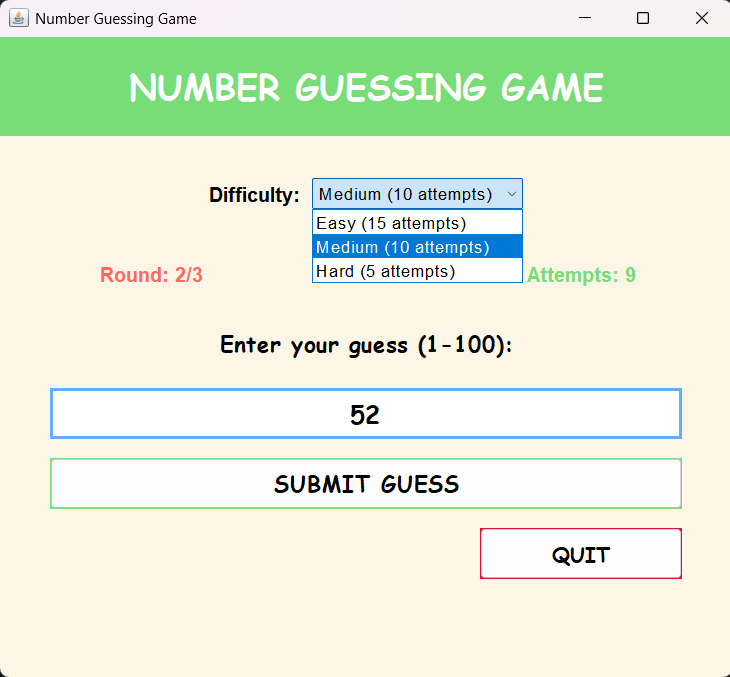 Number Guessing Game
NUMBER GUESSING GAME
Difficulty: Medium (10 attempts)
Easy (15 attempts)
Medium (10 attempts)
Hard (5 attempts)
Round: 2/3 Attempts: 9
Enter your guess (1-100):
52
SUBMIT GUESS
QUIT